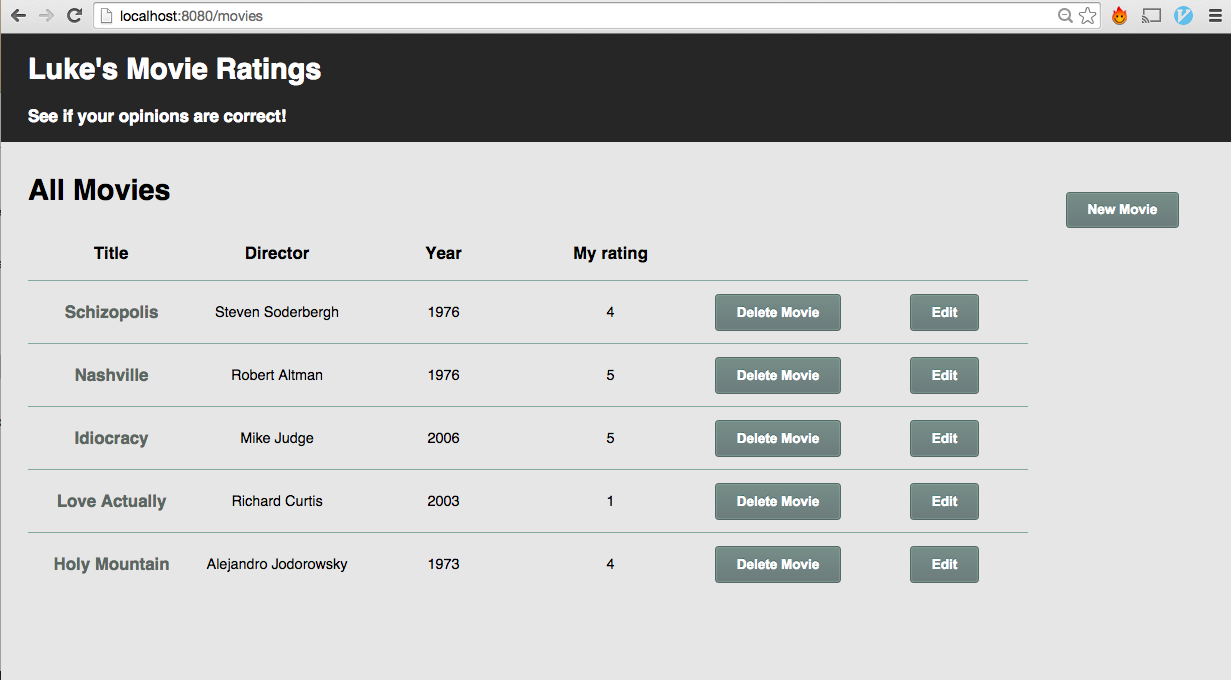 localhost:8080/movies
Luke's Movie Ratings
See if your opinions are correct!
All Movies
New Movie
Title Director Year My rating
Schizopolis Steven Soderbergh 1976 4 Delete Movie Edit
Nashville Robert Altman 1976 5 Delete Movie Edit
Idiocracy Mike Judge 2006 5 Delete Movie Edit
Love Actually Richard Curtis 2003 1 Delete Movie Edit
Holy Mountain Alejandro Jodorowsky 1973 4 Delete Movie Edit